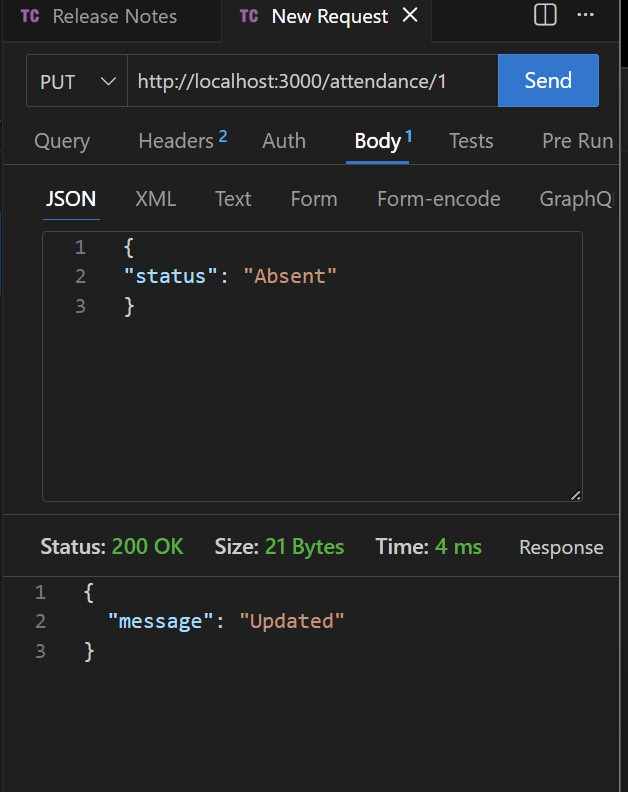 TC Release Notes TC New Request ×
PUT http://localhost:3000/attendance/1 Send
Query Headers 2 Auth Body 1 Tests Pre Run
JSON XML Text Form Form-encode GraphQ
1 {
2 "status": "Absent"
3 }
Status: 200 OK Size: 21 Bytes Time: 4 ms Response
1 {
2 "message": "Updated"
3 }